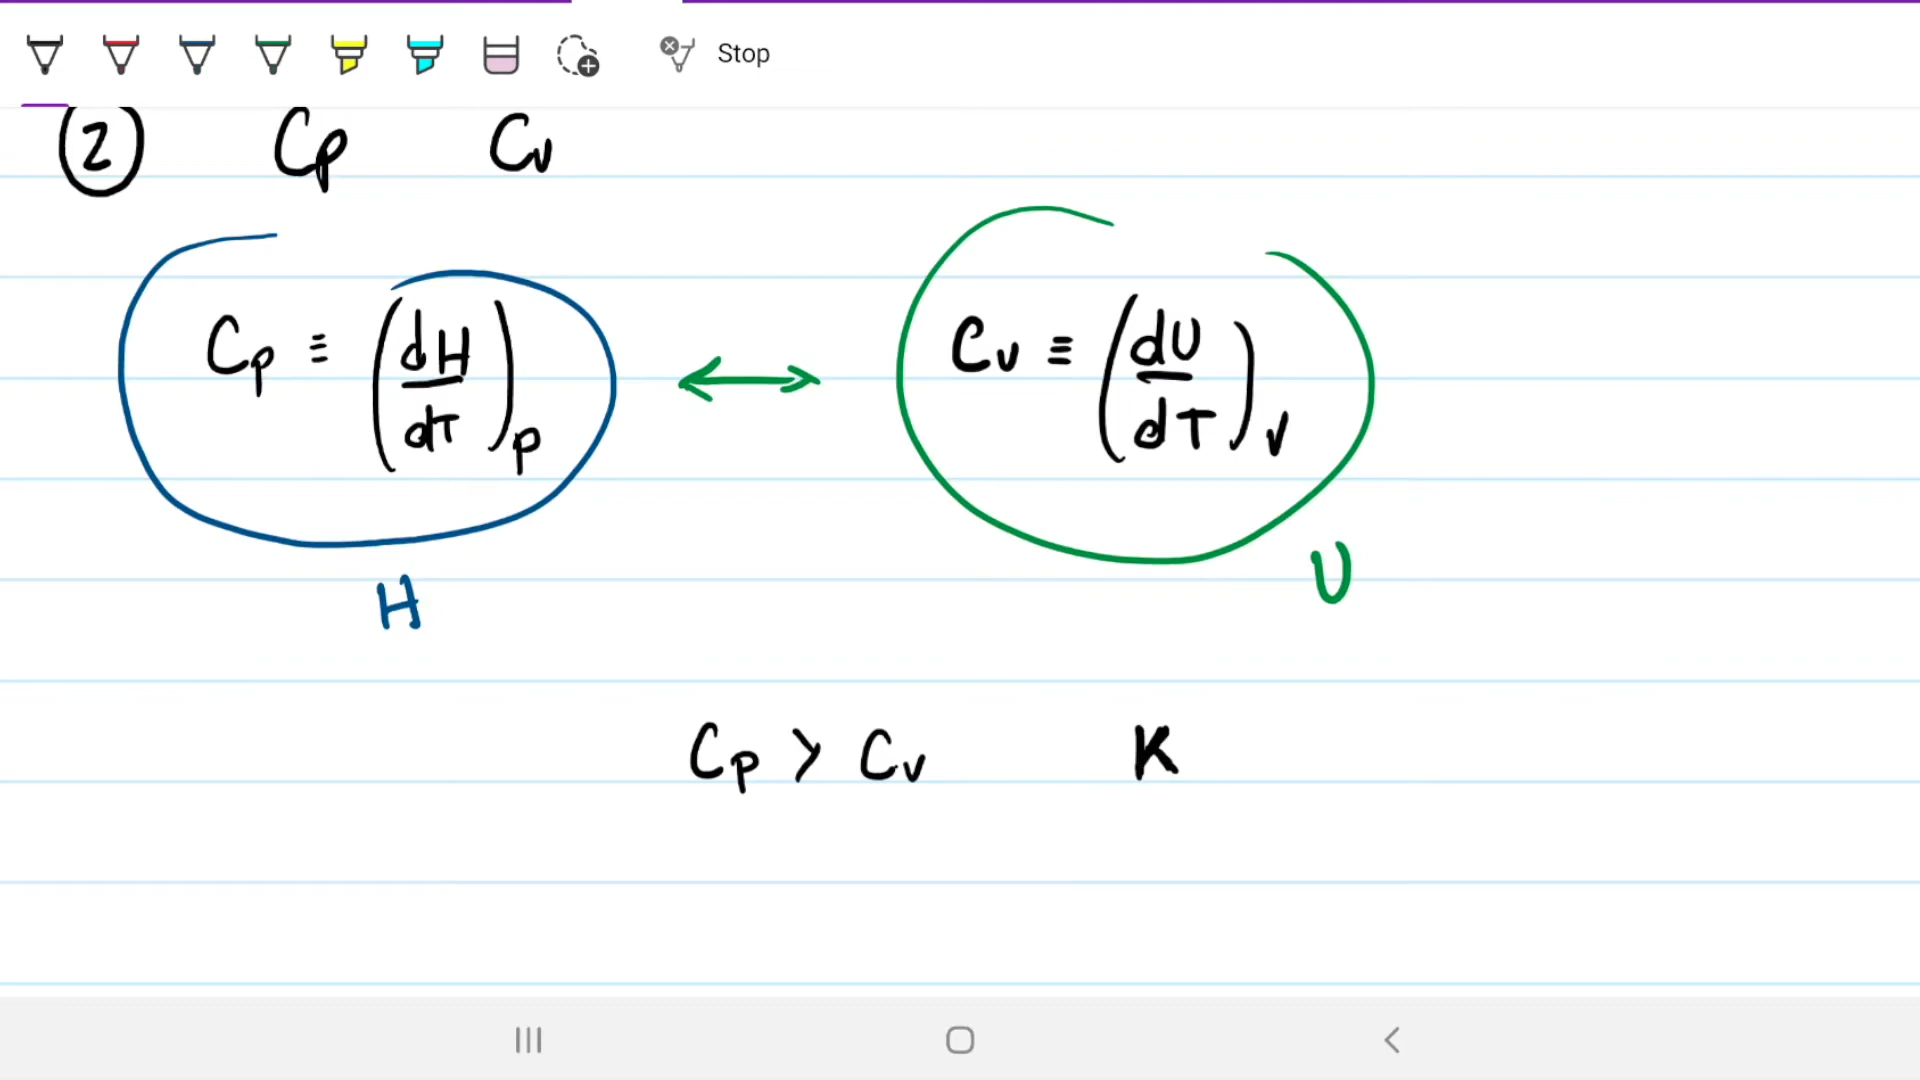 Stop
② Cp Cv
Cp ≡ (dH/dT)p ↔ Cv ≡ (dU/dT)v
H U
Cp > Cv K